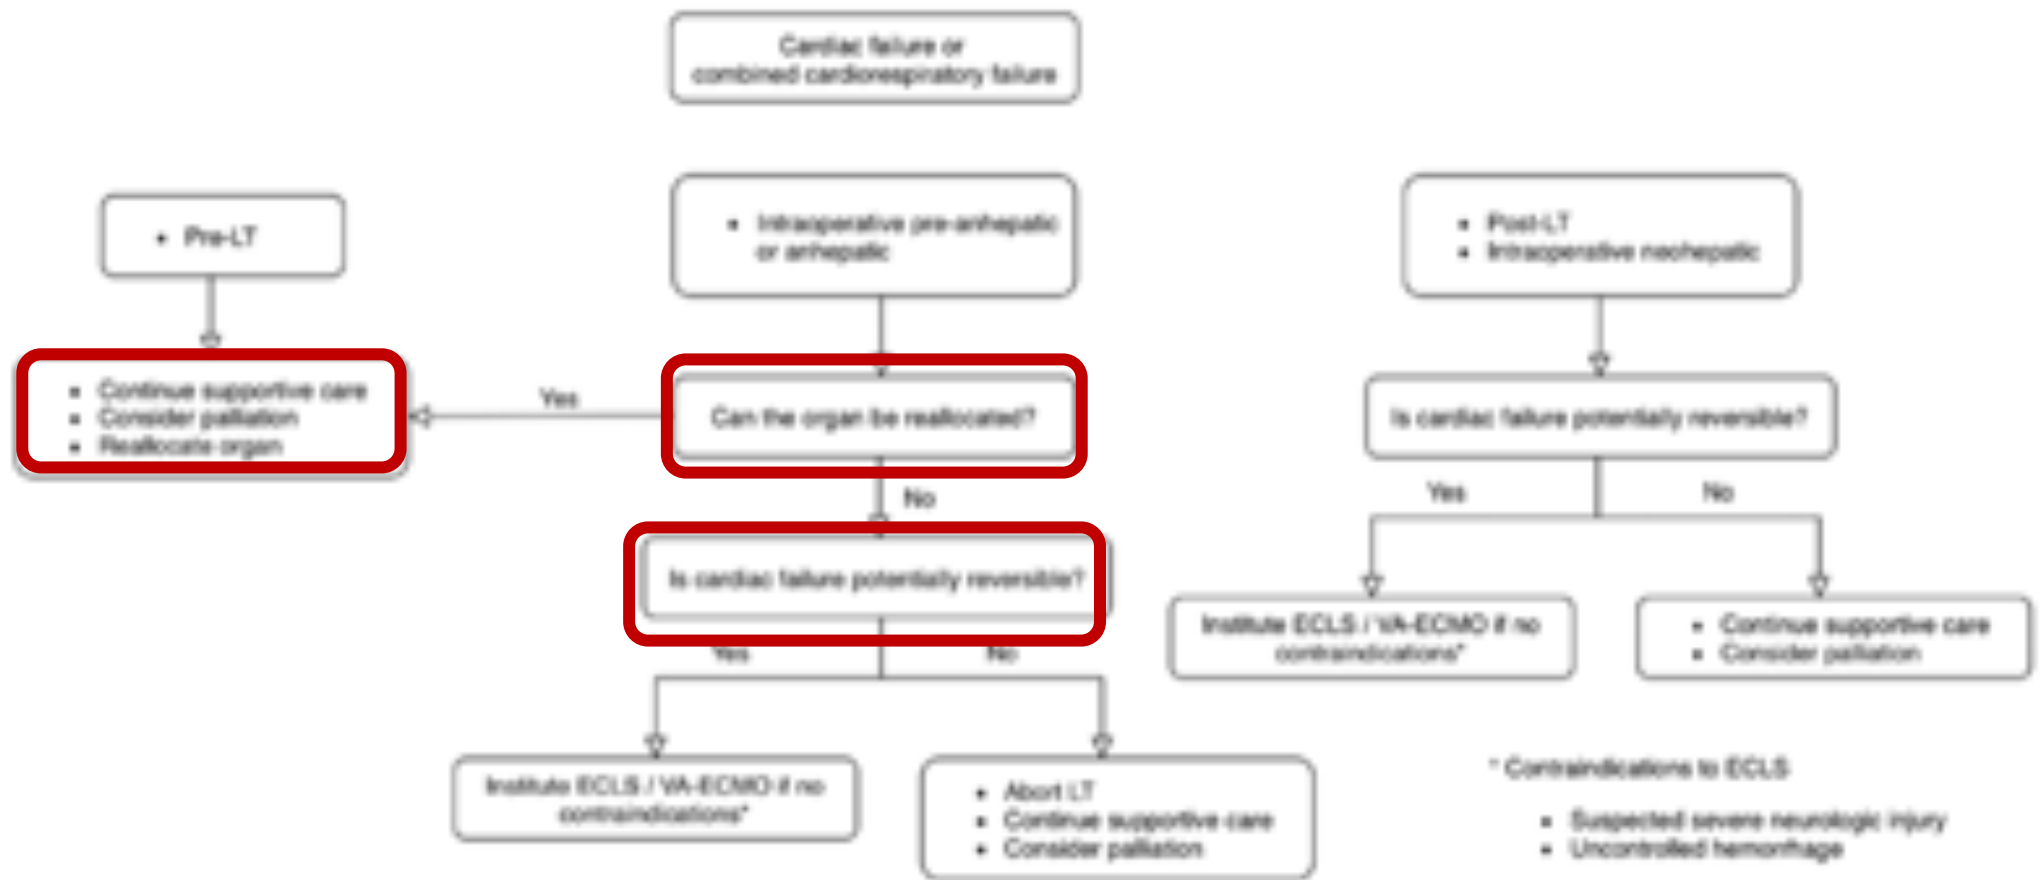 Cardiac failure or
combined cardiorespiratory failure
• Pre-LT
• Intraoperative pre-anhepatic
or anhepatic
• Post-LT
• Intraoperative neohepatic
• Continue supportive care
• Consider palliation
• Reallocate organ
Yes
Can the organ be reallocated?
Is cardiac failure potentially reversible?
No
Yes
No
Is cardiac failure potentially reversible?
Yes
No
Institute ECLS / VA-ECMO if no
contraindications*
• Continue supportive care
• Consider palliation
Institute ECLS / VA-ECMO if no
contraindications*
• Abort LT
• Continue supportive care
• Consider palliation
* Contraindications to ECLS
• Suspected severe neurologic injury
• Uncontrolled hemorrhage